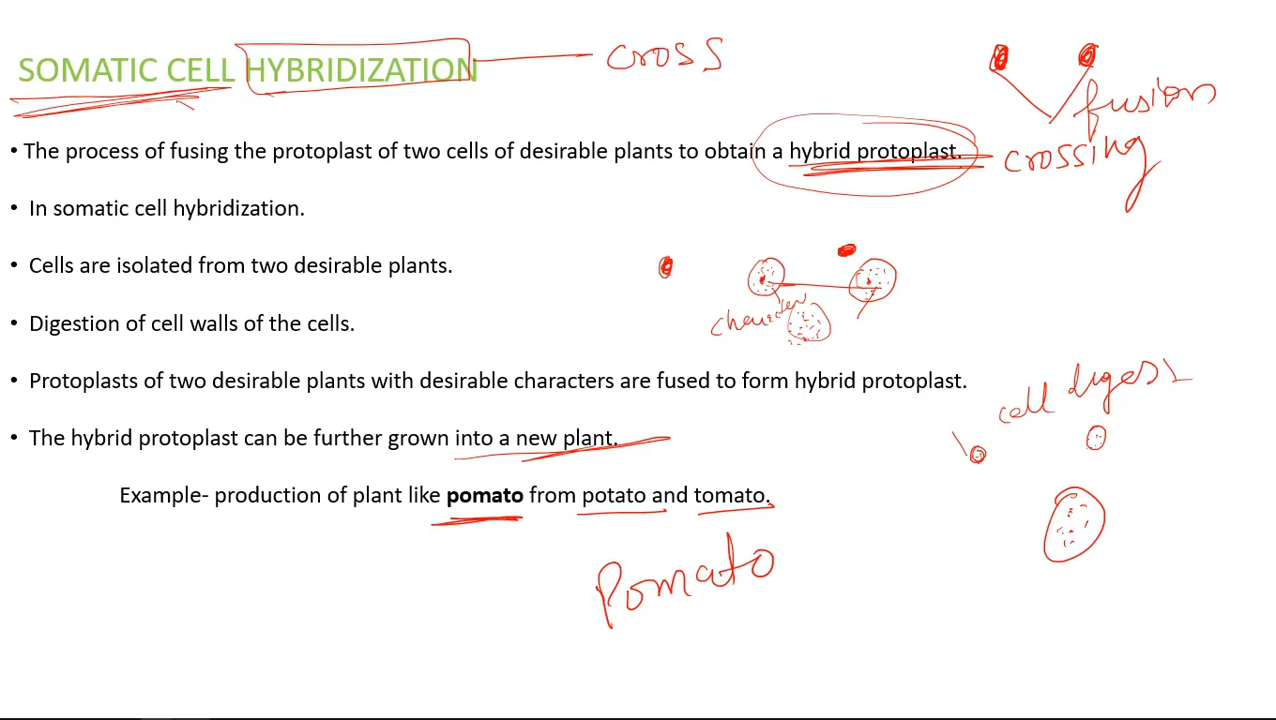 SOMATIC CELL HYBRIDIZATION
cross
fusion
• The process of fusing the protoplast of two cells of desirable plants to obtain a hybrid protoplast.
crossing
• In somatic cell hybridization.
• Cells are isolated from two desirable plants.
character
• Digestion of cell walls of the cells.
• Protoplasts of two desirable plants with desirable characters are fused to form hybrid protoplast.
cell digest
• The hybrid protoplast can be further grown into a new plant.
Example- production of plant like pomato from potato and tomato.
Pomato